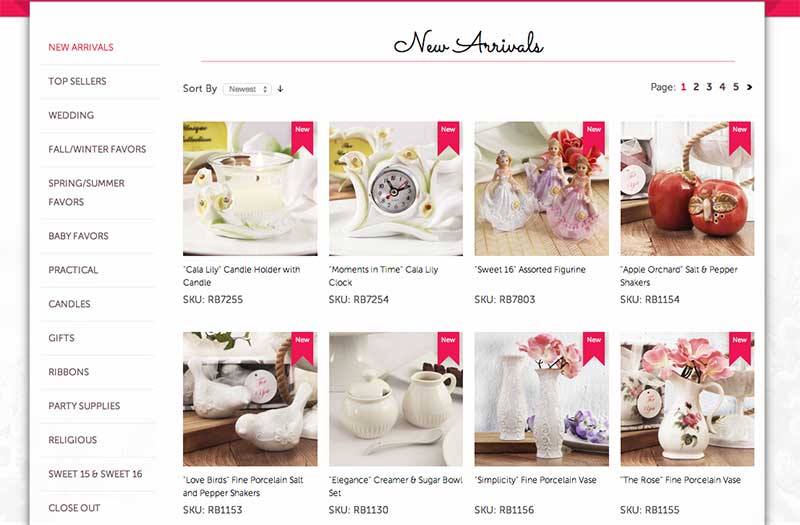 NEW ARRIVALS
TOP SELLERS
WEDDING
FALL/WINTER FAVORS
SPRING/SUMMER
FAVORS
BABY FAVORS
PRACTICAL
CANDLES
GIFTS
RIBBONS
PARTY SUPPLIES
RELIGIOUS
SWEET 15 & SWEET 16
CLOSE OUT
New Arrivals
Sort By Newest
Page: 1 2 3 4 5
New
New
New
New
"Cala Lily" Candle Holder with
Candle
SKU: RB7255
"Moments in Time" Cala Lily
Clock
SKU: RB7254
"Sweet 16" Assorted Figurine
SKU: RB7803
"Apple Orchard" Salt & Pepper
Shakers
SKU: RB1154
New
New
New
New
For
You
"Love Birds" Fine Porcelain Salt
and Pepper Shakers
SKU: RB1153
"Elegance" Creamer & Sugar Bowl
Set
SKU: RB1130
"Simplicity" Fine Porcelain Vase
SKU: RB1156
"The Rose" Fine Porcelain Vase
SKU: RB1155